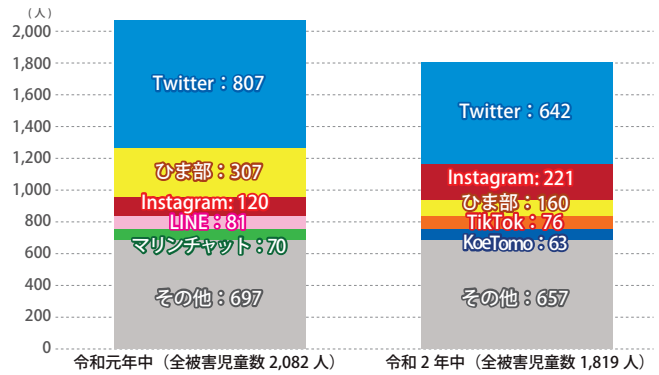 (人)
2,000
1,800
1,600
1,400
1,200
1,000
800
600
400
200
0
Twitter：807
ひま部：307
Instagram: 120
LINE：81
マリンチャット：70
その他：697
Twitter：642
Instagram: 221
ひま部：160
TikTok：76
KoeTomo：63
その他：657
令和元年中（全被害児童数 2,082 人）
令和 2 年中（全被害児童数 1,819 人）